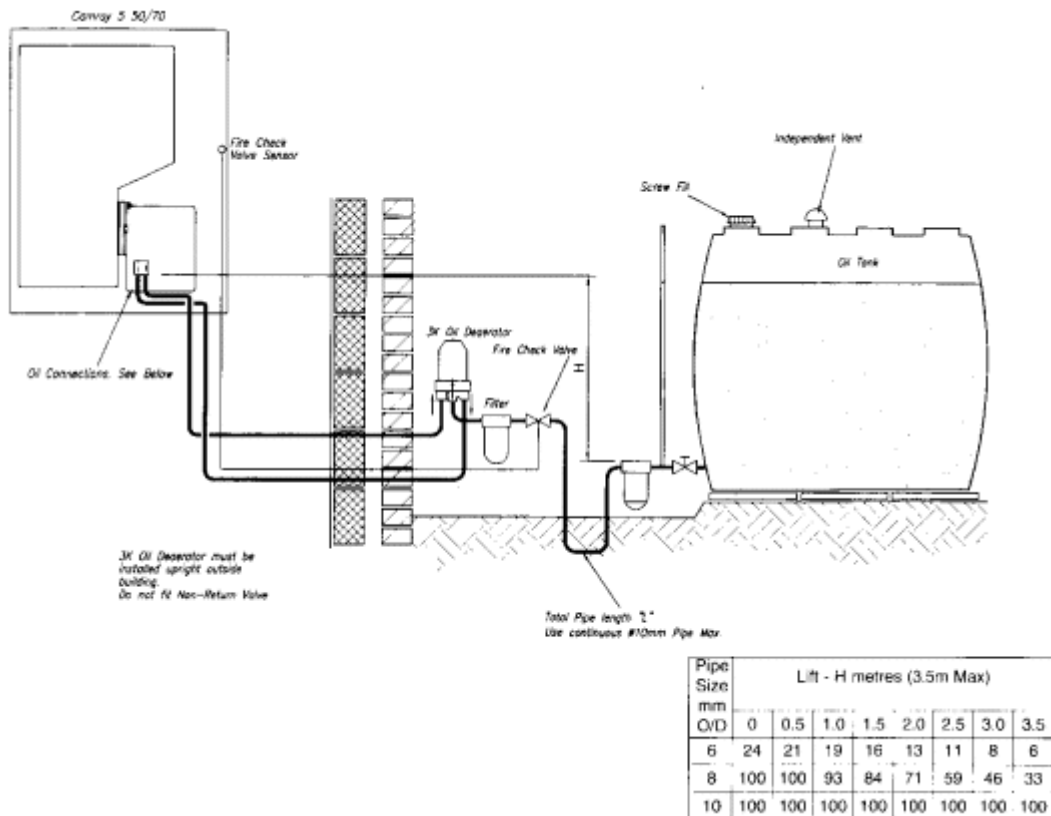 Camray 5 50/70
Fire Check
Valve Sensor
Independent Vent
Screw Fill
Oil Tank
3K Oil Deaerator
Fire Check Valve
Filter
H
Oil Connections, See Below
3K Oil Deaerator must be
installed upright outside
building.
Do not fit Non-Return Valve
Total Pipe length "L"
Use continuous ø10mm Pipe Max.
Pipe
Size
mm
O/D
Lift - H metres (3.5m Max)
0 0.5 1.0 1.5 2.0 2.5 3.0 3.5
6 24 21 19 16 13 11 8 6
8 100 100 93 84 71 59 46 33
10 100 100 100 100 100 100 100 100